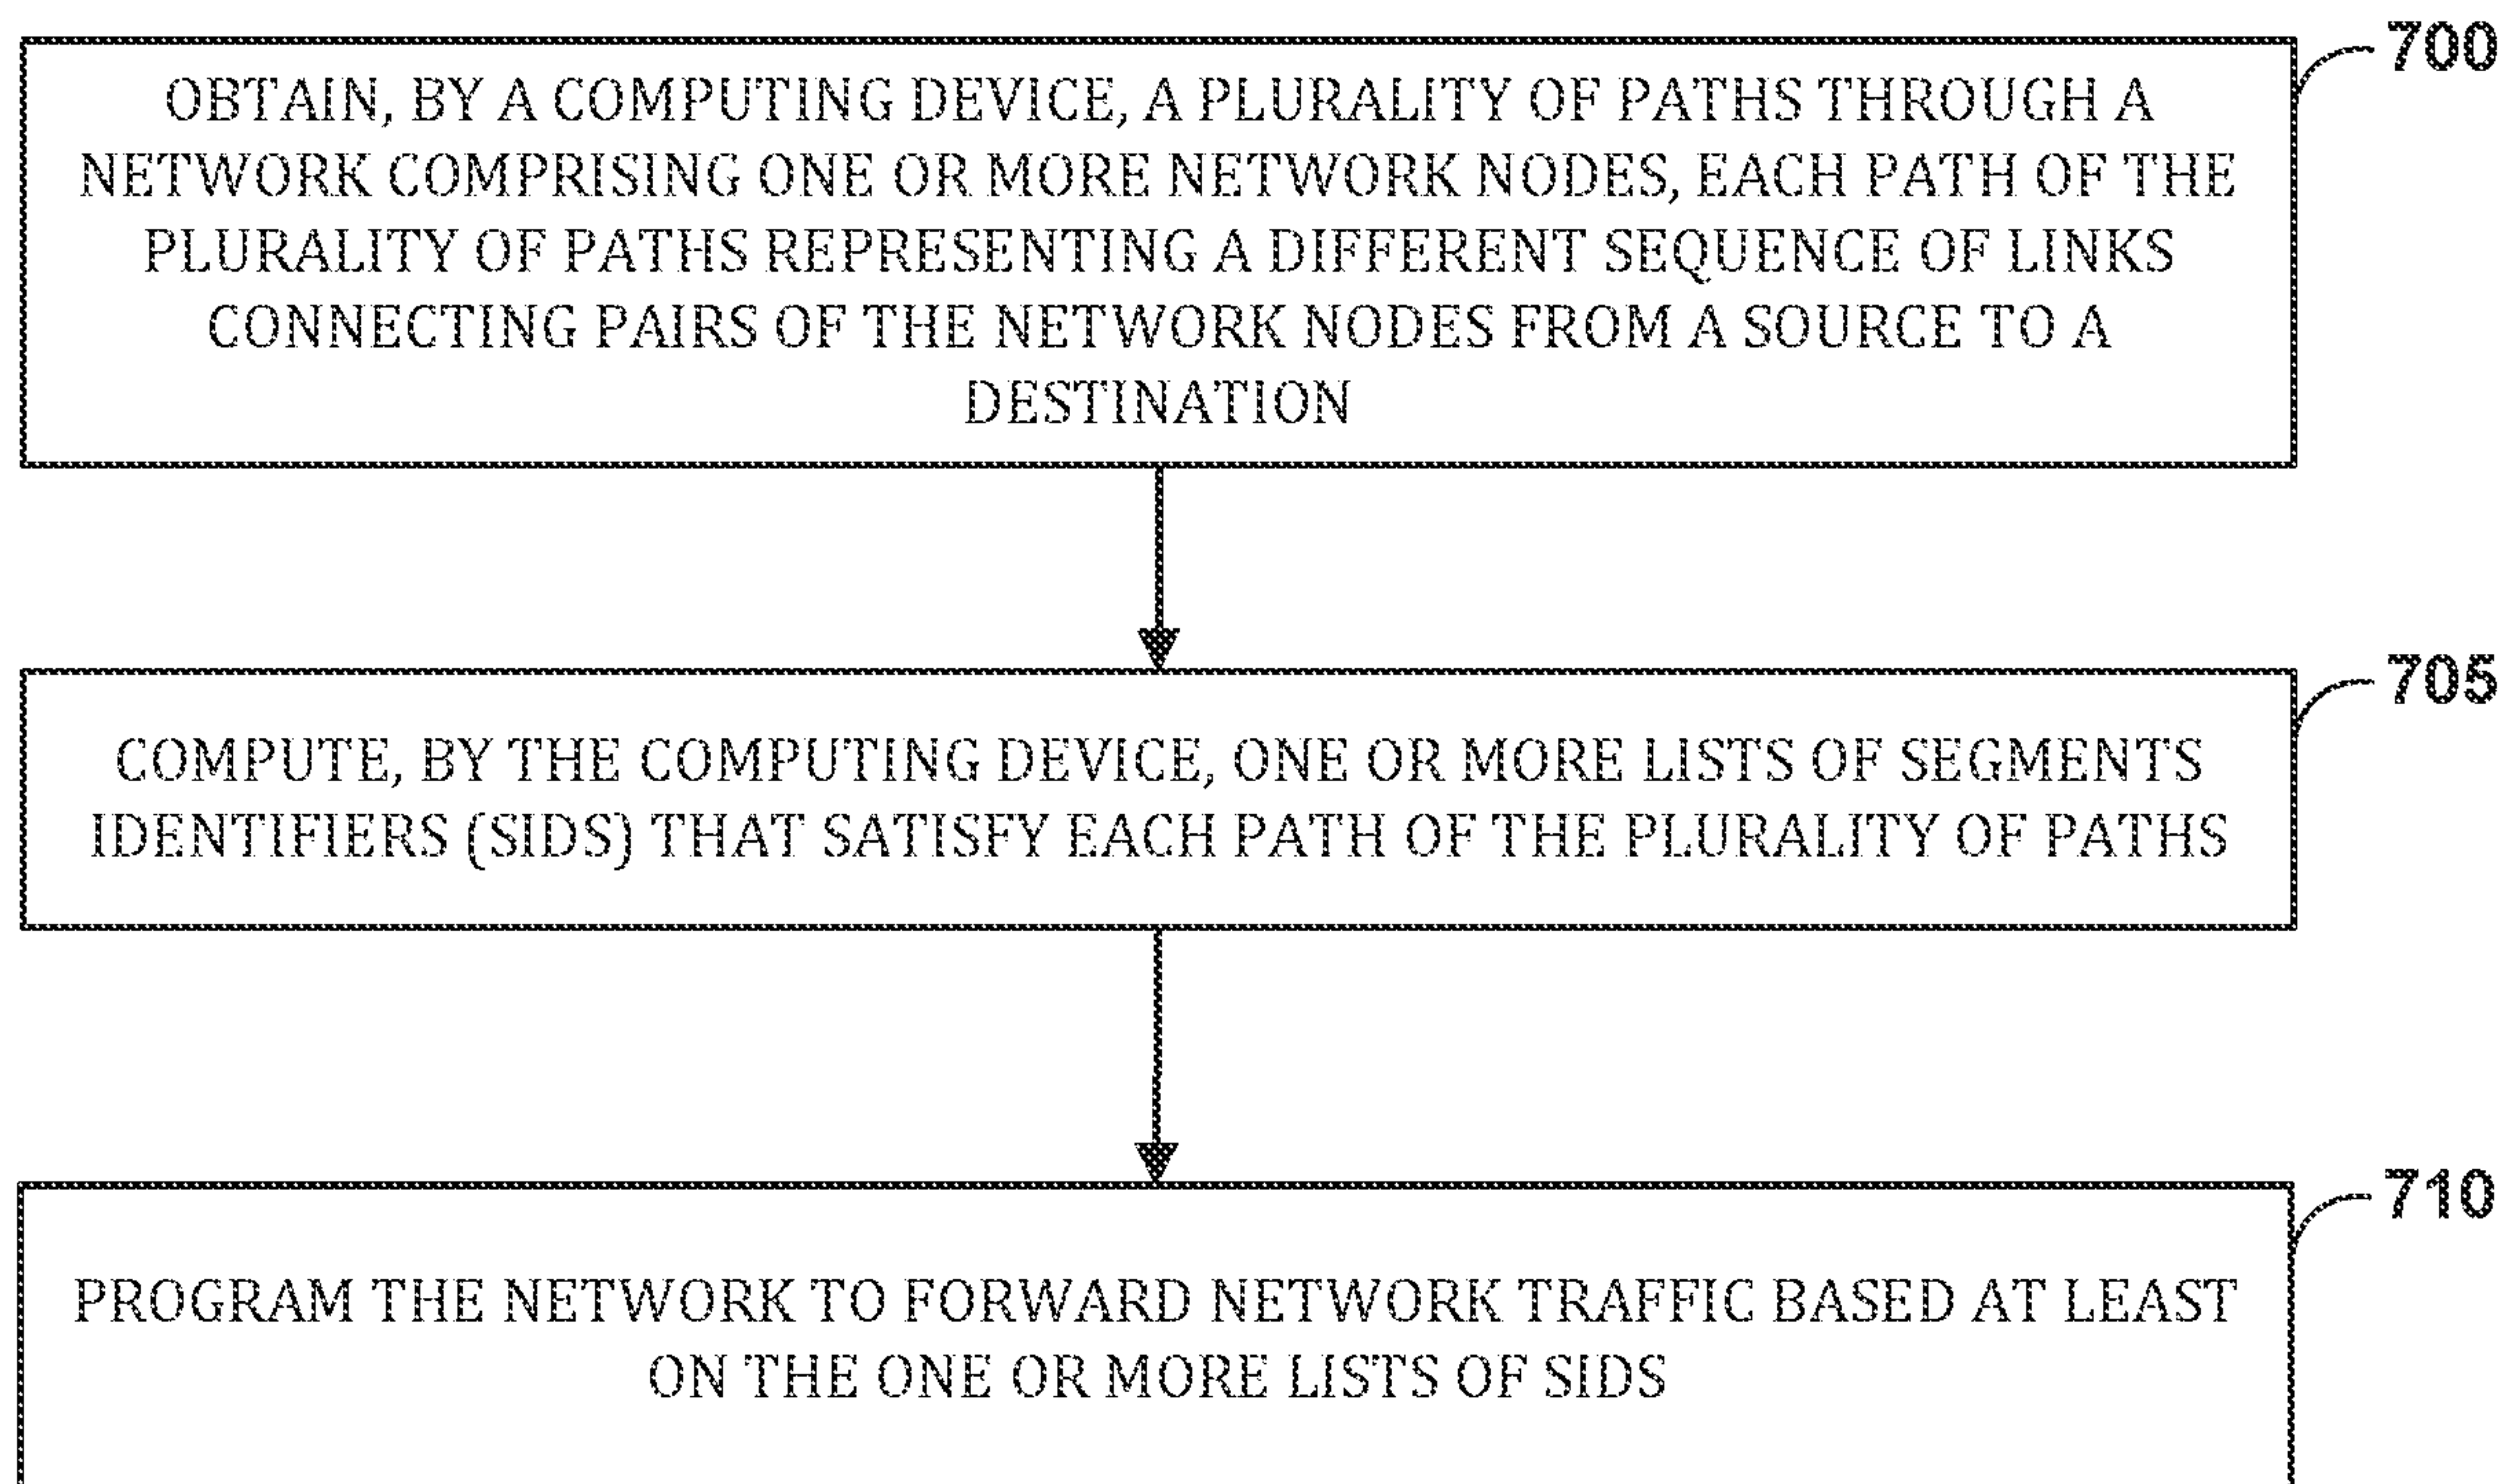 700
OBTAIN, BY A COMPUTING DEVICE, A PLURALITY OF PATHS THROUGH A
NETWORK COMPRISING ONE OR MORE NETWORK NODES, EACH PATH OF THE
PLURALITY OF PATHS REPRESENTING A DIFFERENT SEQUENCE OF LINKS
CONNECTING PAIRS OF THE NETWORK NODES FROM A SOURCE TO A
DESTINATION
705
COMPUTE, BY THE COMPUTING DEVICE, ONE OR MORE LISTS OF SEGMENTS
IDENTIFIERS (SIDS) THAT SATISFY EACH PATH OF THE PLURALITY OF PATHS
710
PROGRAM THE NETWORK TO FORWARD NETWORK TRAFFIC BASED AT LEAST
ON THE ONE OR MORE LISTS OF SIDS